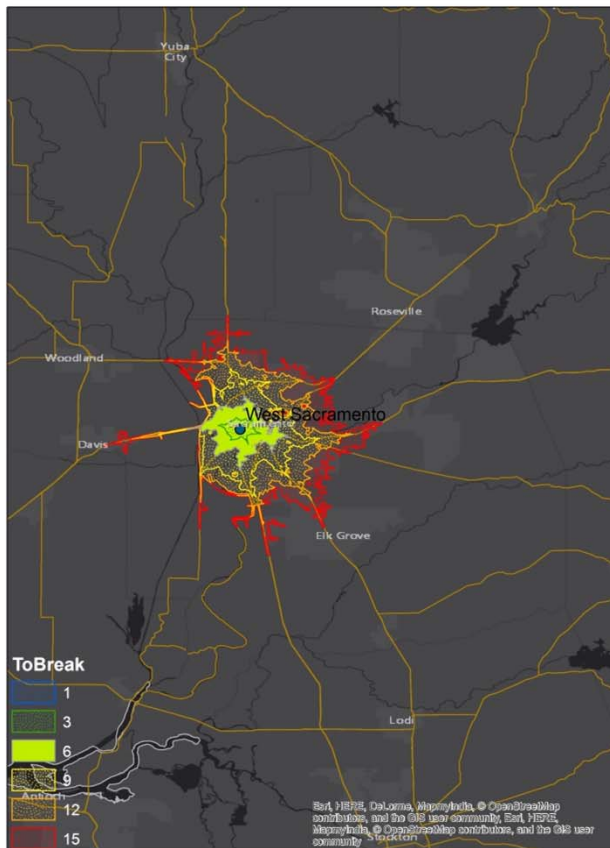 Yuba
City
Roseville
Woodland
West Sacramento
Davis
Elk Grove
ToBreak
1
3
6
Lodi
9
Antioch
12
15
Esri, HERE, DeLorme, MapmyIndia, © OpenStreetMap
contributors, and the GIS user community, Esri, HERE,
MapmyIndia, © OpenStreetMap contributors, and the GIS user
community
Stockton